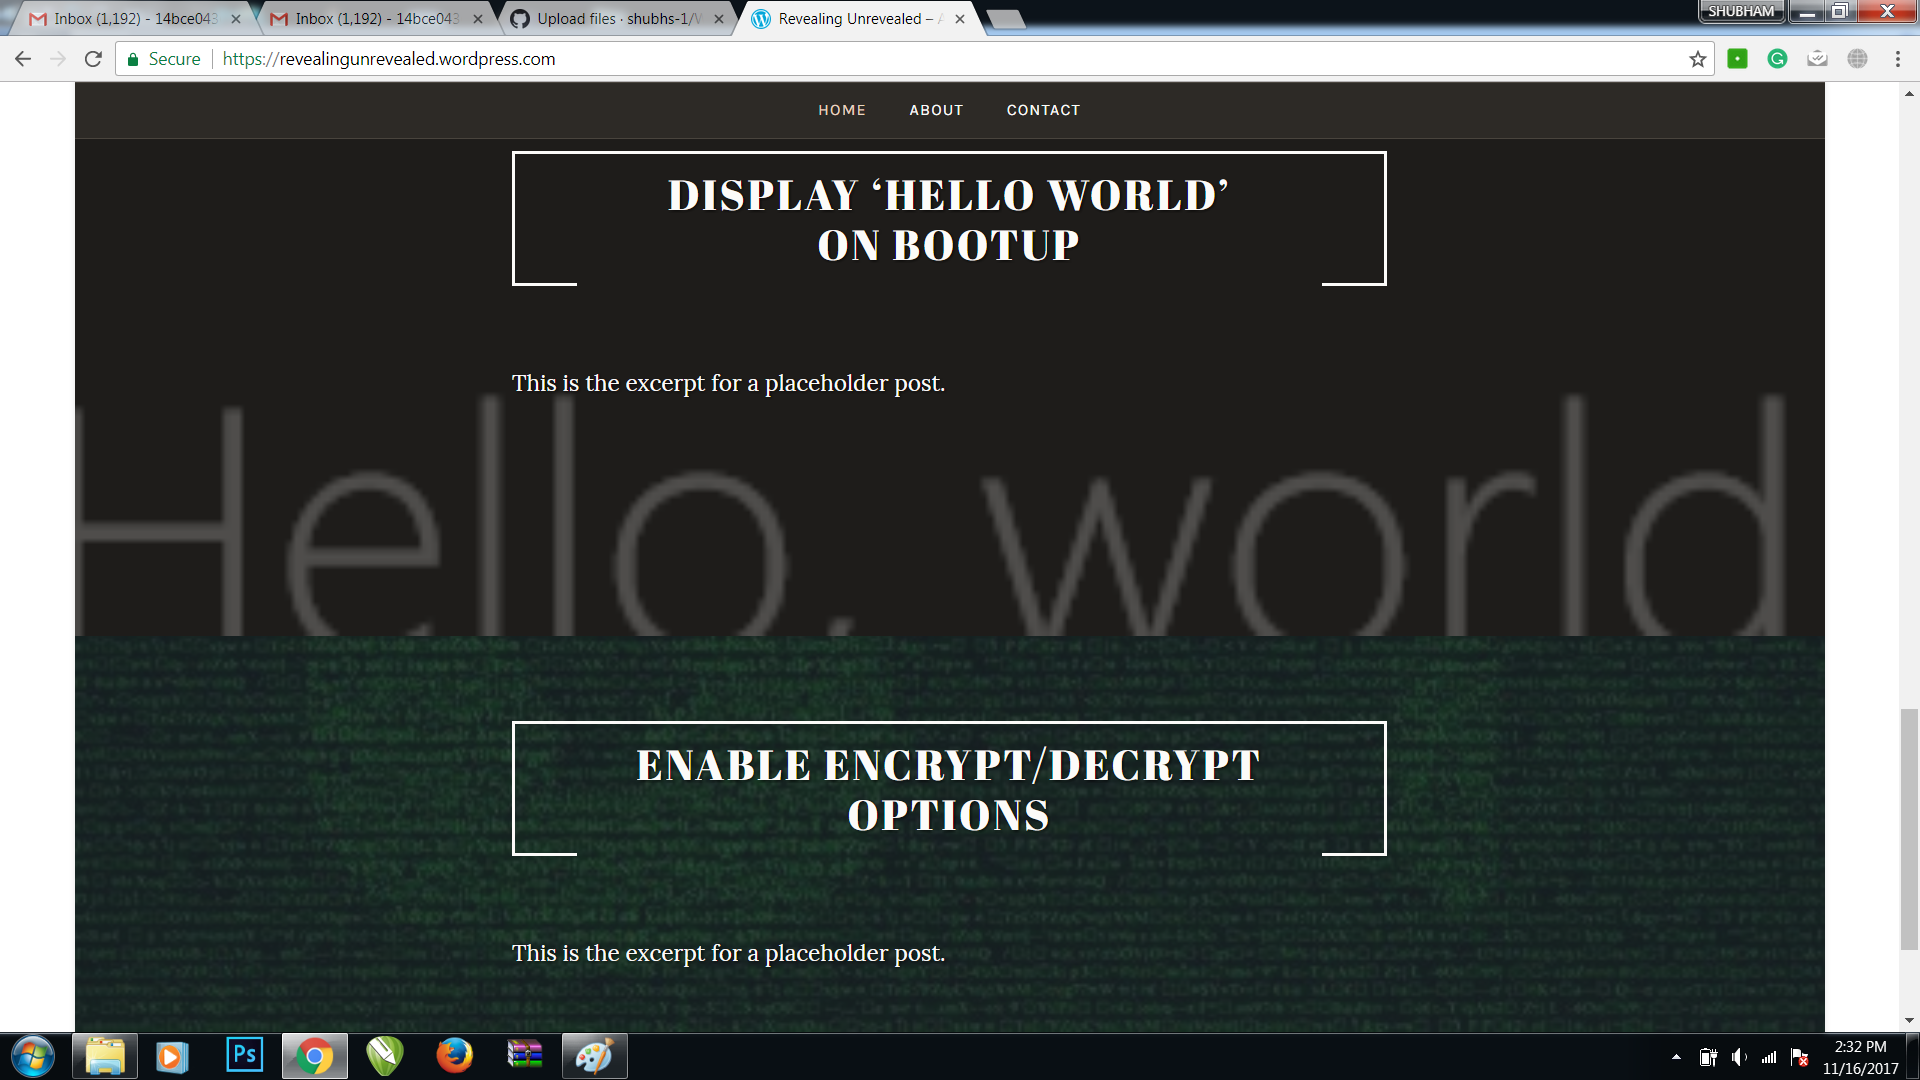 Inbox (1,192) - 14bce043
Inbox (1,192) - 14bce043
Upload files · shubhs-1/W
Revealing Unrevealed – A
SHUBHAM
Secure
https://revealingunrevealed.wordpress.com
HOME
ABOUT
CONTACT
DISPLAY ‘HELLO WORLD’
ON BOOTUP
This is the excerpt for a placeholder post.
Hello, world
ENABLE ENCRYPT/DECRYPT
OPTIONS
This is the excerpt for a placeholder post.
Ps
2:32 PM
11/16/2017